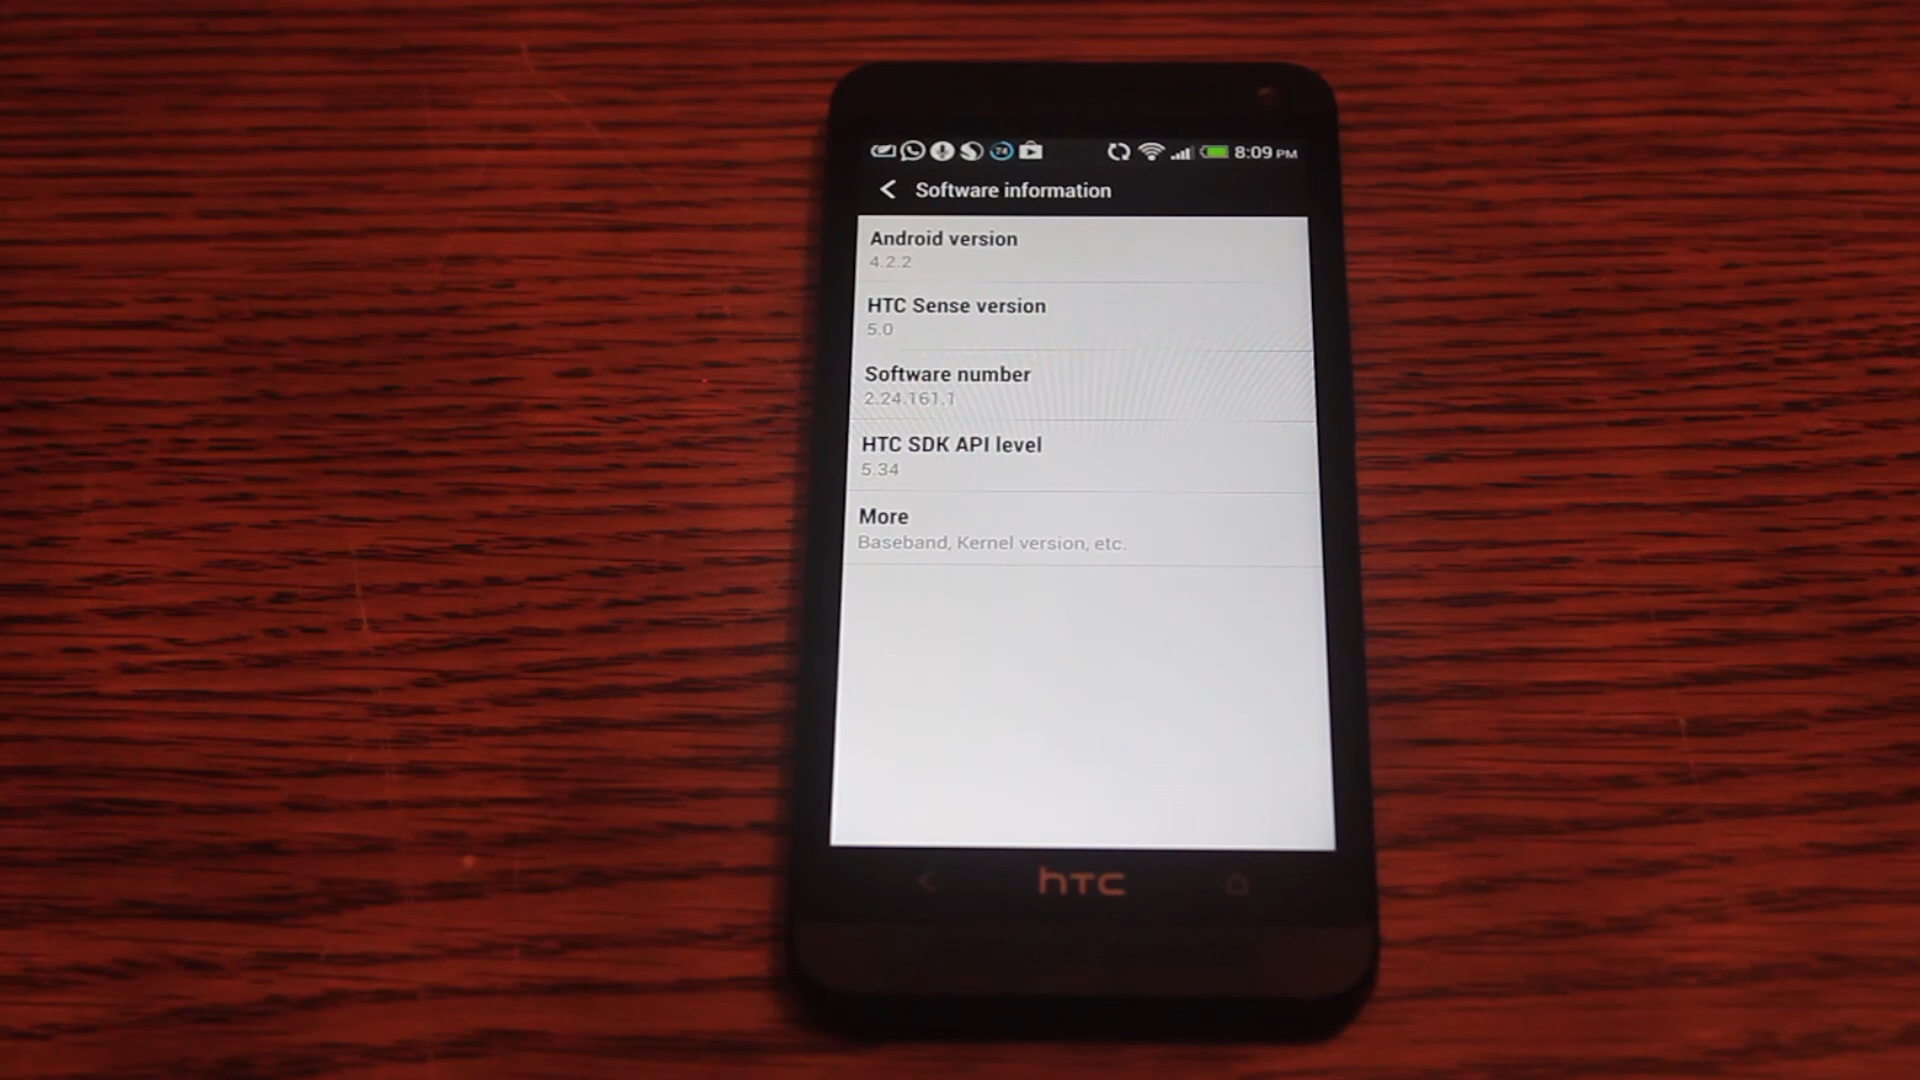 74 8:09 PM
Software information
Android version
4.2.2
HTC Sense version
5.0
Software number
2.24.161.1
HTC SDK API level
5.34
More
Baseband, Kernel version, etc.
hTC